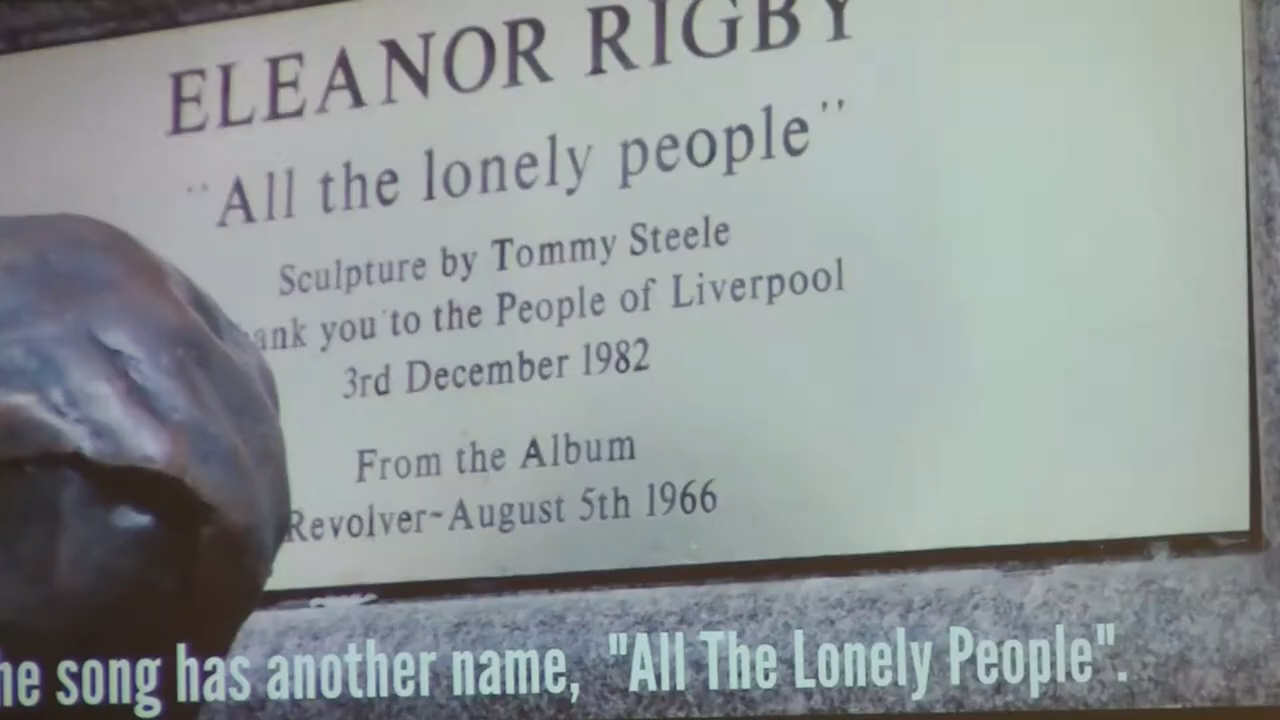 ELEANOR RIGBY
"All the lonely people"
Sculpture by Tommy Steele
ank you to the People of Liverpool
3rd December 1982
From the Album
Revolver-August 5th 1966
he song has another name, "All The Lonely People".